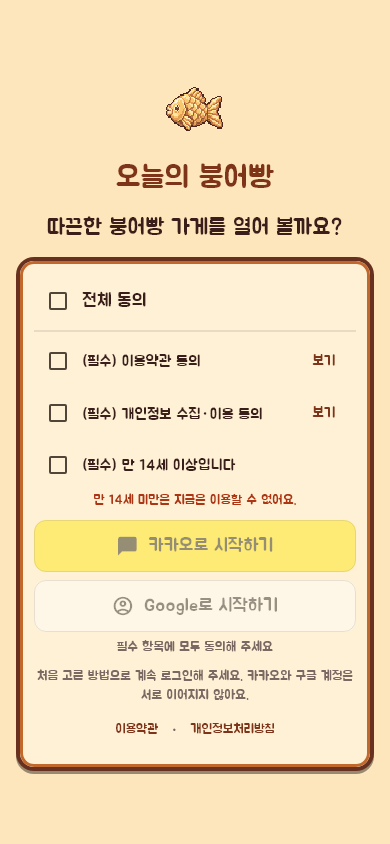 오늘의 붕어빵
따끈한 붕어빵 가게를 열어 볼까요?
전체 동의
(필수) 이용약관 동의 보기
(필수) 개인정보 수집·이용 동의 보기
(필수) 만 14세 이상입니다
만 14세 미만은 지금은 이용할 수 없어요.
카카오로 시작하기
Google로 시작하기
필수 항목에 모두 동의해 주세요
처음 고른 방법으로 계속 로그인해 주세요. 카카오와 구글 계정은
서로 이어지지 않아요.
이용약관 · 개인정보처리방침